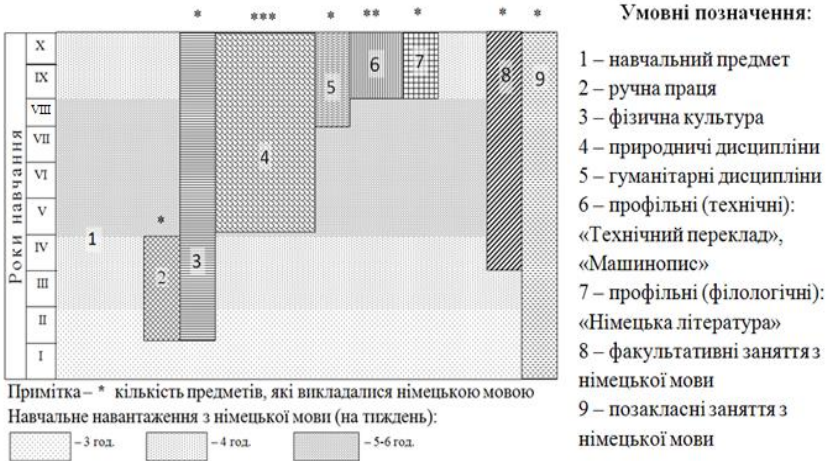 * *** * ** * * *
Умовні позначення:
Роки навчання
X
IX
VIII
VII
VI
V
IV
III
II
I
1
*
2
3
4
5
6
7
8
9
1 – навчальний предмет
2 – ручна праця
3 – фізична культура
4 – природничі дисципліни
5 – гуманітарні дисципліни
6 – профільні (технічні):
«Технічний переклад»,
«Машинопис»
7 – профільні (філологічні):
«Німецька література»
8 – факультативні заняття з
німецької мови
9 – позакласні заняття з
німецької мови
Примітка – * кількість предметів, які викладалися німецькою мовою
Навчальне навантаження з німецької мови (на тиждень):
– 3 год. – 4 год. – 5-6 год.